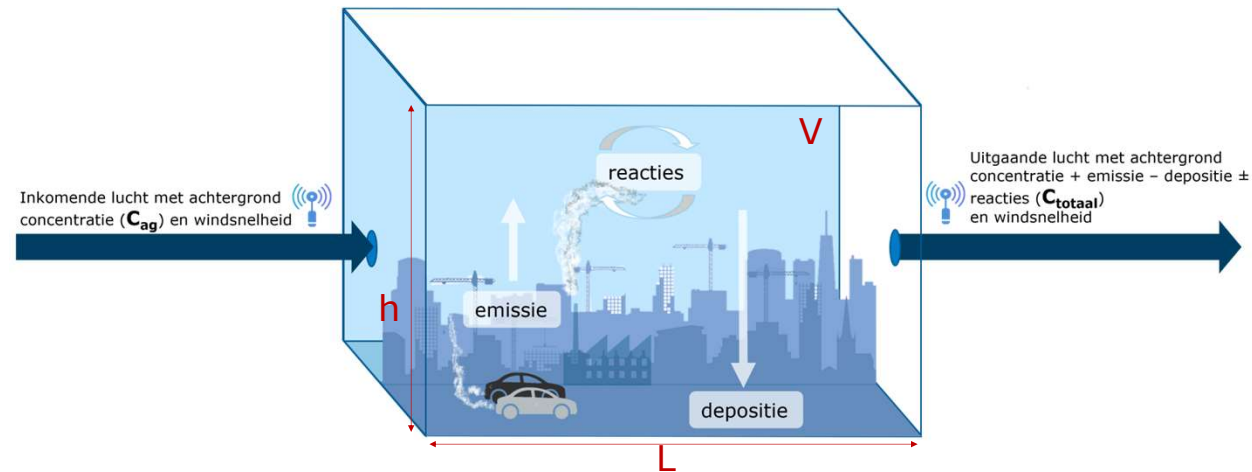 Inkomende lucht met achtergrond
concentratie (Cag) en windsnelheid
h
emissie
reacties
V
depositie
L
Uitgaande lucht met achtergrond
concentratie + emissie – depositie ±
reacties (Ctotaal)
en windsnelheid